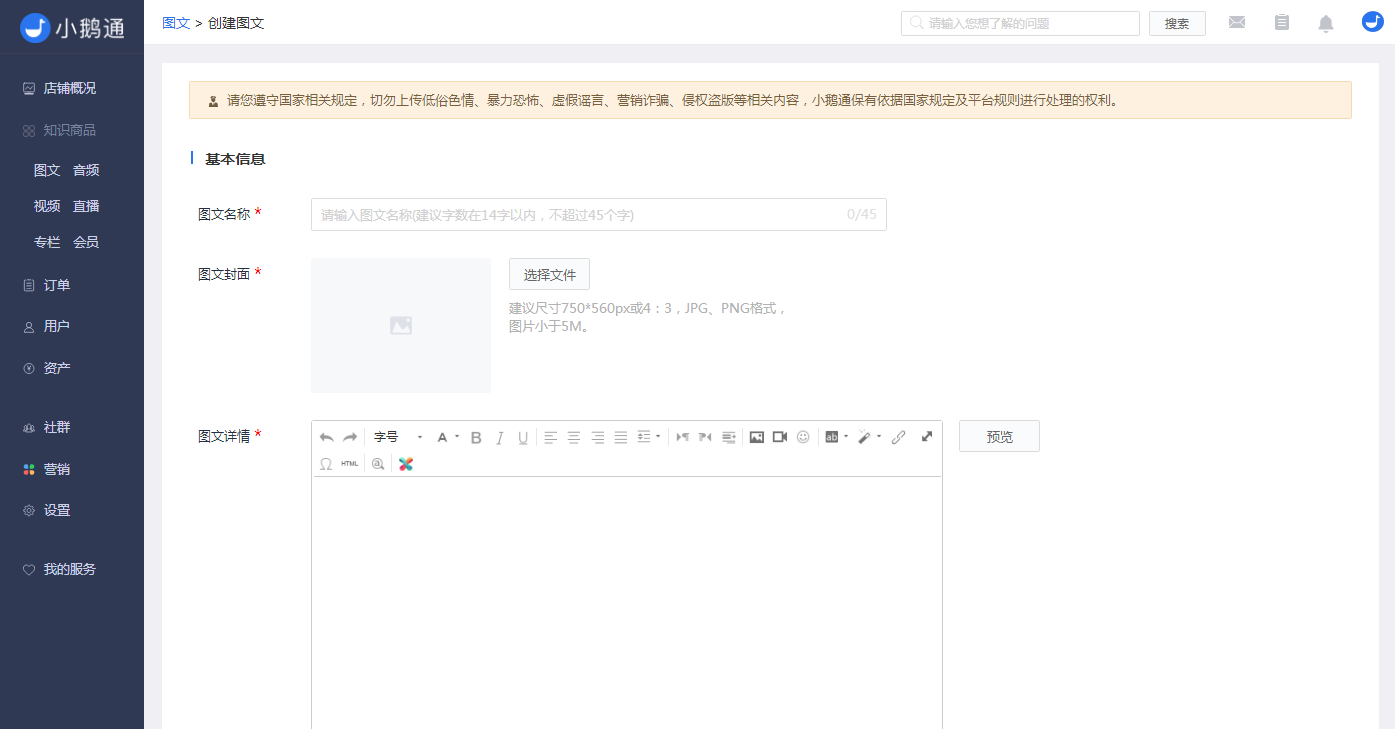 小鹅通
图文 > 创建图文
请输入您想了解的问题
搜索
店铺概况
知识商品
图文 音频
视频 直播
专栏 会员
订单
用户
资产
社群
营销
设置
我的服务
请您遵守国家相关规定，切勿上传低俗色情、暴力恐怖、虚假谣言、营销诈骗、侵权盗版等相关内容，小鹅通保有依据国家规定及平台规则进行处理的权利。
基本信息
图文名称 *
请输入图文名称(建议字数在14字以内，不超过45个字)
0/45
图文封面 *
选择文件
建议尺寸750*560px或4：3，JPG、PNG格式，
图片小于5M。
图文详情 *
字号
A
B
I
U
ab
Ω
HTML
预览